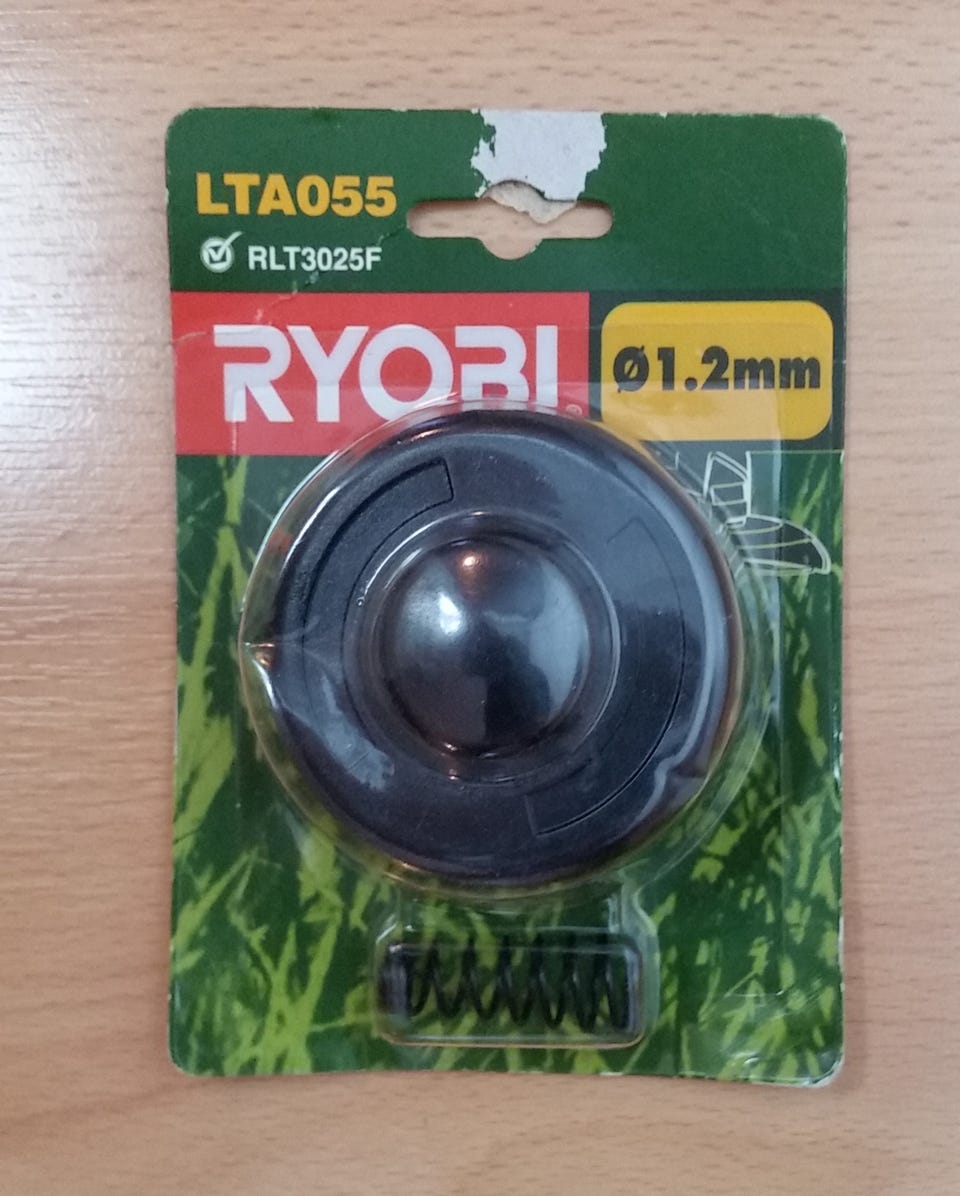 LTA055
RLT3025F
RYOBI®
Ø1.2mm